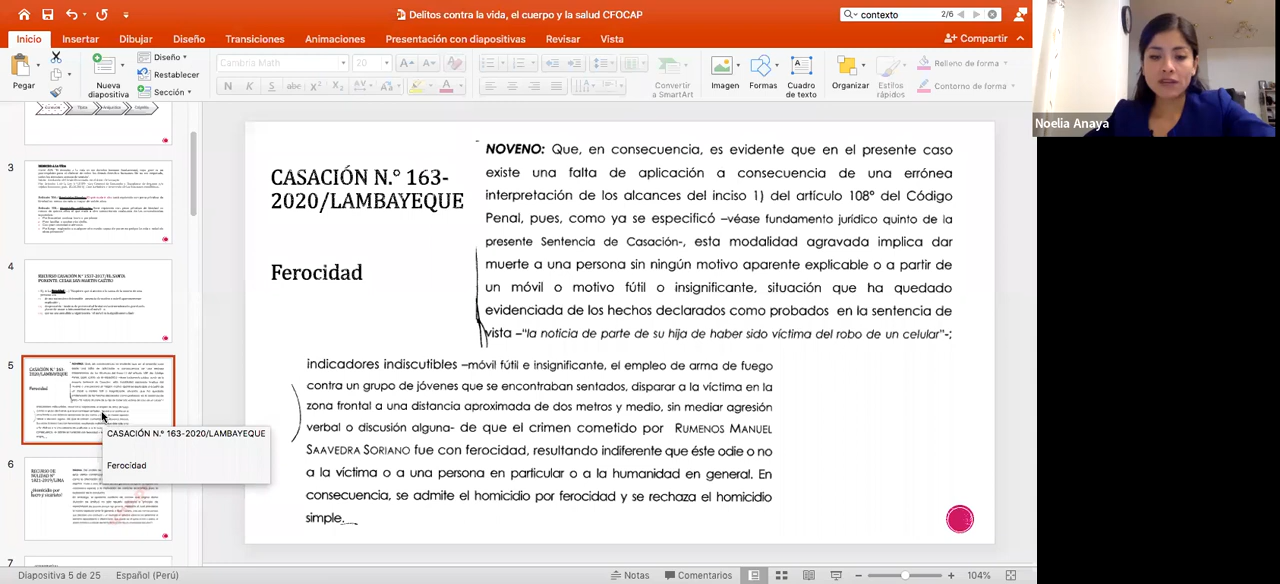 Delitos contra la vida, el cuerpo y la salud CFOCAP
contexto
2/6
Inicio
Insertar
Dibujar
Diseño
Transiciones
Animaciones
Presentación con diapositivas
Revisar
Vista
Compartir
Pegar
Nueva
diapositiva
Diseño
Restablecer
Sección
Cambria Math
20
N
K
S
abc
Convertir
a SmartArt
Imagen
Formas
Cuadro
de texto
Organizar
Estilos
rápidos
Relleno de forma
Contorno de forma
Noelia Anaya
3
4
5
6
7
CASACIÓN N.° 163-2020/LAMBAYEQUE
Ferocidad
CASACIÓN N.° 163-
2020/LAMBAYEQUE
Ferocidad
NOVENO: Que, en consecuencia, es evidente que en el presente caso
existe una falta de aplicación a consecuencia de una errónea
interpretación de los alcances del inciso 1, del artículo 108° del Código
Penal, pues, como ya se especificó –véase fundamento jurídico quinto de la
presente Sentencia de Casación-, esta modalidad agravada implica dar
muerte a una persona sin ningún motivo aparente explicable o a partir de
un móvil o motivo fútil o insignificante, situación que ha quedado
evidenciada de los hechos declarados como probados en la sentencia de
vista –"la noticia de parte de su hija de haber sido víctima del robo de un celular"-;
indicadores indiscutibles –móvil fútil e insignificante, el empleo de arma de fuego
contra un grupo de jóvenes que se encontraban sentados, disparar a la víctima en la
zona frontal a una distancia aproximada de dos metros y medio, sin mediar agresión
verbal o discusión alguna- de que el crimen cometido por RUMENOS MANUEL
SAAVEDRA SORIANO fue con ferocidad, resultando indiferente que éste odie o no
a la víctima o a una persona en particular o a la humanidad en general. En
consecuencia, se admite el homicidio por ferocidad y se rechaza el homicidio
simple.
Diapositiva 5 de 25
Español (Perú)
Notas
Comentarios
104%